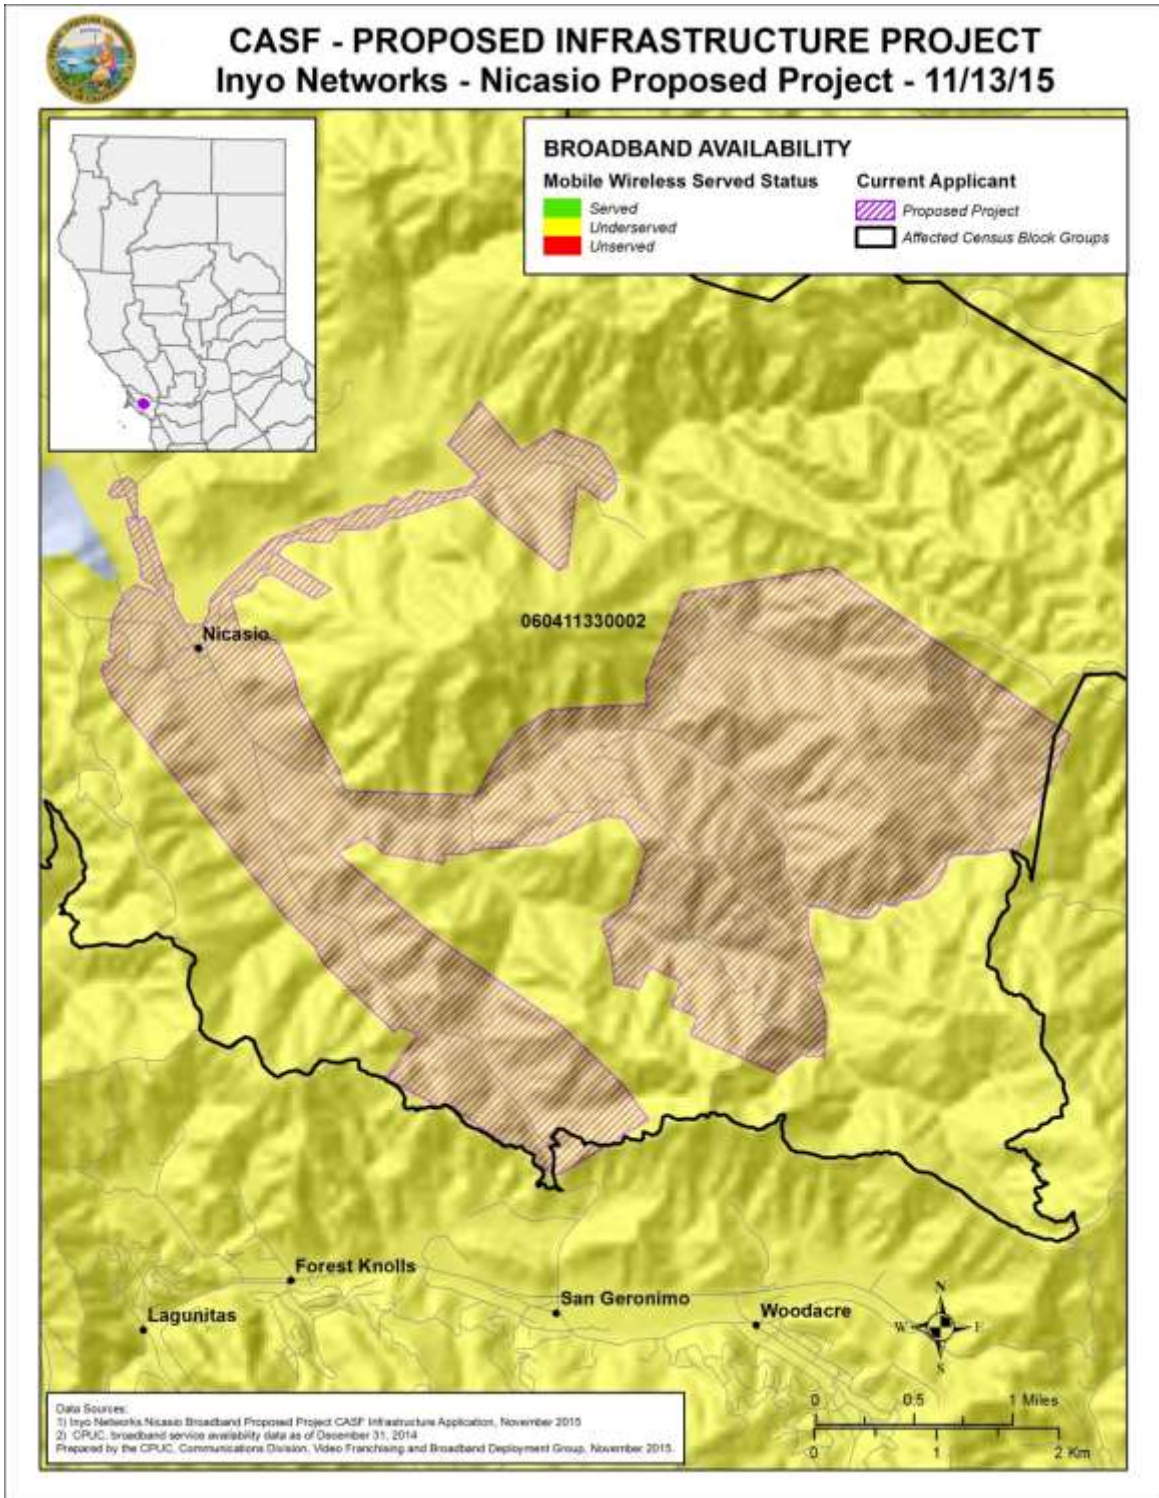 CASF - PROPOSED INFRASTRUCTURE PROJECT
Inyo Networks - Nicasio Proposed Project - 11/13/15
BROADBAND AVAILABILITY
Mobile Wireless Served Status
Served
Underserved
Unserved
Current Applicant
Proposed Project
Affected Census Block Groups
060411330002
Nicasio
Forest Knolls
Lagunitas
San Geronimo
Woodacre
N
W E
S
0 0.5 1 Miles
0 1 2 Km
Data Sources:
1) Inyo Networks Nicasio Broadband Proposed Project CASF Infrastructure Application, November 2015
2) CPUC, broadband service availability data as of December 31, 2014
Prepared by the CPUC, Communications Division, Video Franchising and Broadband Deployment Group, November 2015.